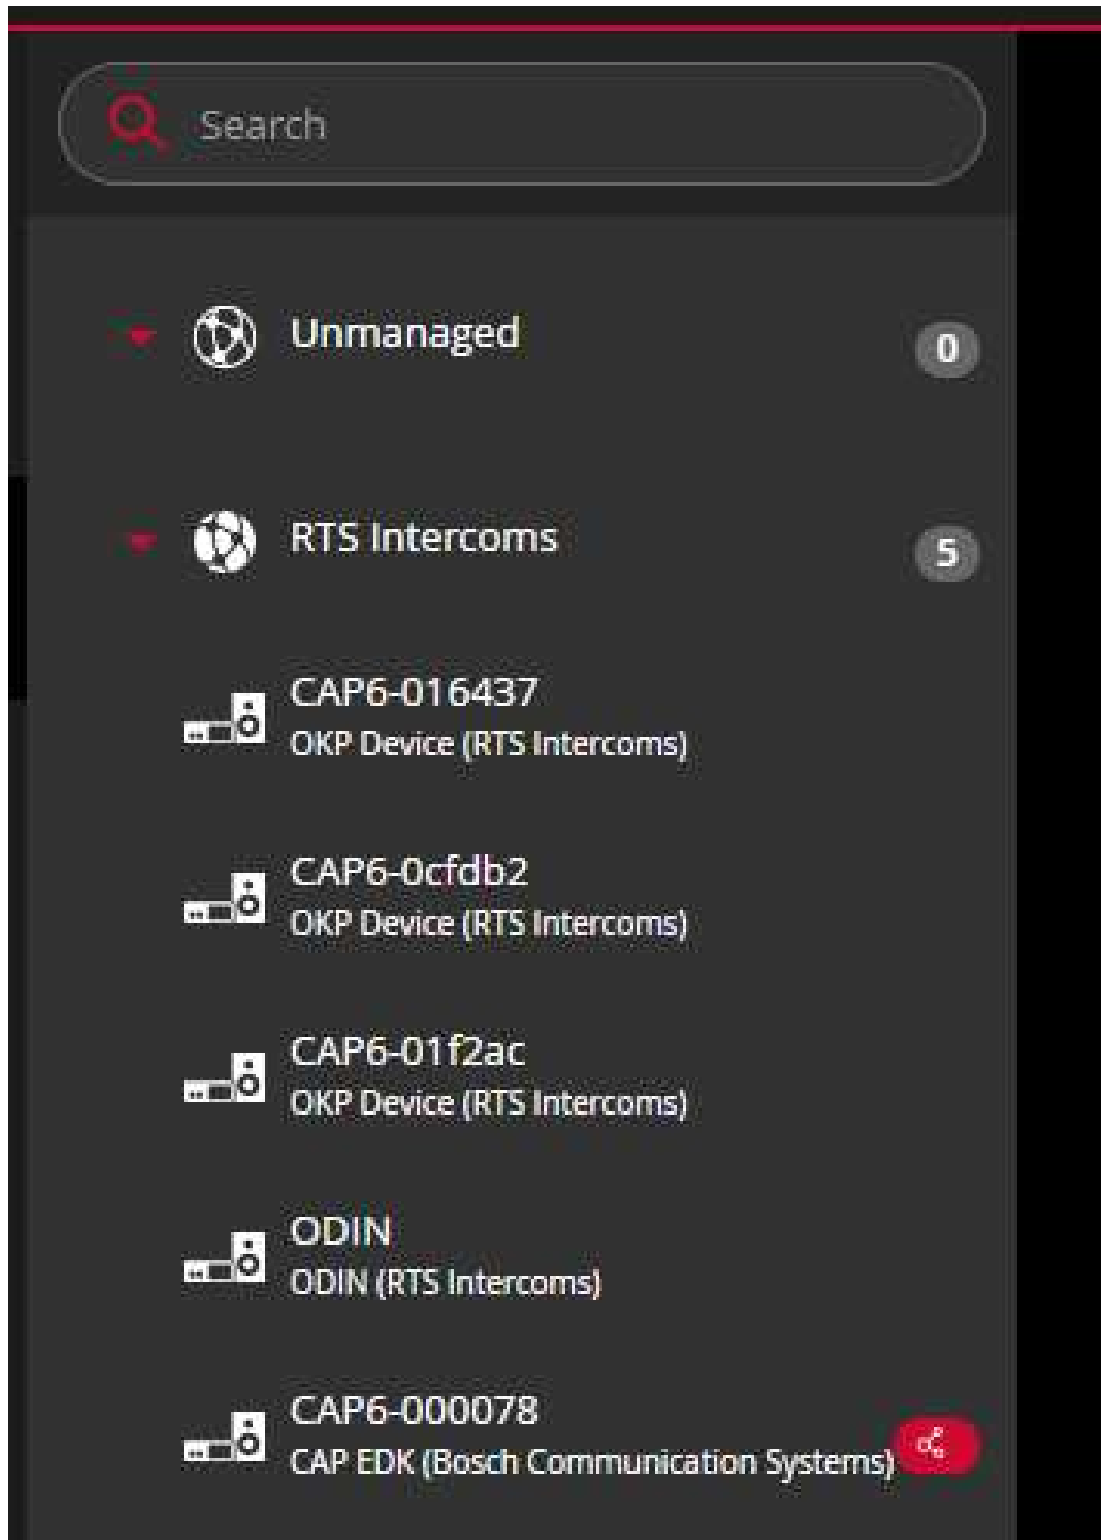 Search
Unmanaged
0
RTS Intercoms
5
CAP6-016437
OKP Device (RTS Intercoms)
CAP6-0cfdb2
OKP Device (RTS Intercoms)
CAP6-01f2ac
OKP Device (RTS Intercoms)
ODIN
ODIN (RTS Intercoms)
CAP6-000078
CAP EDK (Bosch Communication Systems)